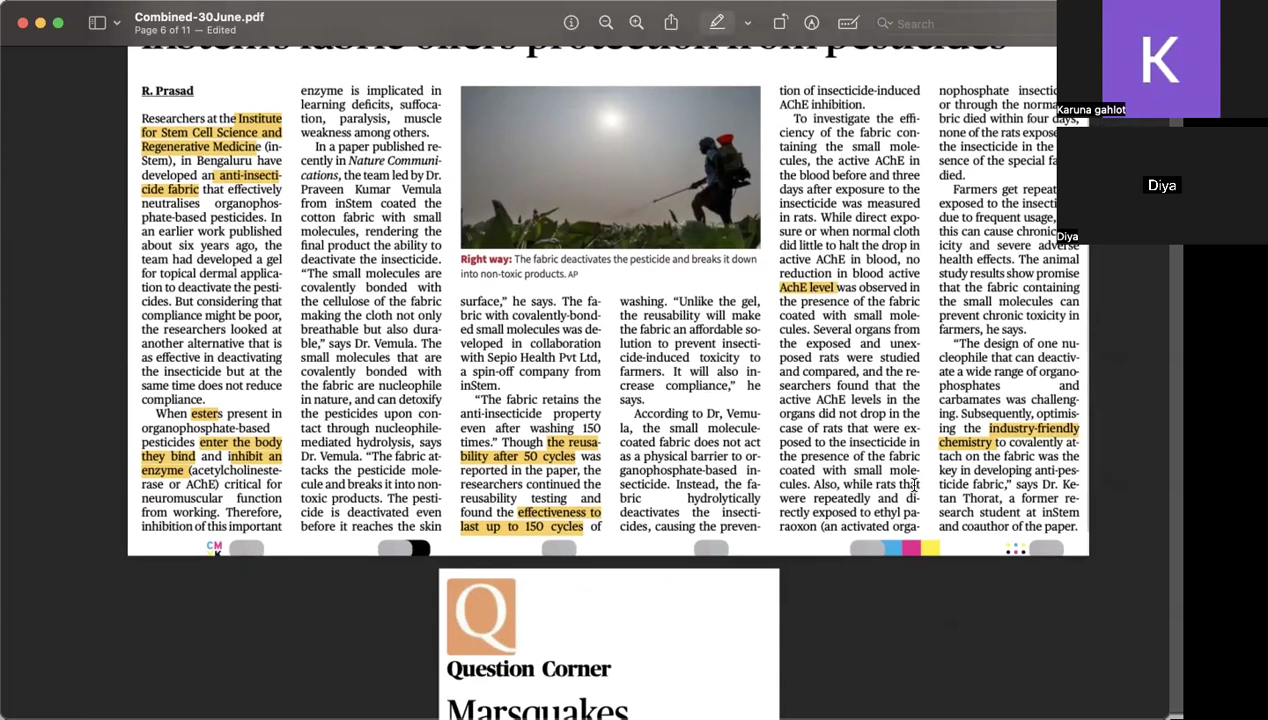 Combined-30June.pdf
Page 6 of 11 — Edited
Search
inStem's fabric offers protection from pesticides
R. Prasad
Researchers at the Institute
for Stem Cell Science and
Regenerative Medicine (in-
Stem), in Bengaluru have
developed an anti-insecti-
cide fabric that effectively
neutralises organophos-
phate-based pesticides. In
an earlier work published
about six years ago, the
team had developed a gel
for topical dermal applica-
tion to deactivate the pesti-
cides. But considering that
compliance might be poor,
the researchers looked at
another alternative that is
as effective in deactivating
the insecticide but at the
same time does not reduce
compliance.
When esters present in
organophosphate-based
pesticides enter the body
they bind and inhibit an
enzyme (acetylcholineste-
rase or AChE) critical for
neuromuscular function
from working. Therefore,
inhibition of this important
enzyme is implicated in
learning deficits, suffoca-
tion, paralysis, muscle
weakness among others.
In a paper published re-
cently in Nature Communi-
cations, the team led by Dr.
Praveen Kumar Vemula
from inStem coated the
cotton fabric with small
molecules, rendering the
final product the ability to
deactivate the insecticide.
“The small molecules are
covalently bonded with
the cellulose of the fabric
making the cloth not only
breathable but also dura-
ble,” says Dr. Vemula. The
small molecules that are
covalently bonded with
the fabric are nucleophile
in nature, and can detoxify
the pesticides upon con-
tact through nucleophile-
mediated hydrolysis, says
Dr. Vemula. “The fabric at-
tacks the pesticide mole-
cule and breaks it into non-
toxic products. The pesti-
cide is deactivated even
before it reaches the skin
Right way: The fabric deactivates the pesticide and breaks it down
into non-toxic products. AP
surface,” he says. The fa-
bric with covalently-bond-
ed small molecules was de-
veloped in collaboration
with Sepio Health Pvt Ltd,
a spin-off company from
inStem.
“The fabric retains the
anti-insecticide property
even after washing 150
times.” Though the reusa-
bility after 50 cycles was
reported in the paper, the
researchers continued the
reusability testing and
found the effectiveness to
last up to 150 cycles of
washing. “Unlike the gel,
the reusability will make
the fabric an affordable so-
lution to prevent insecti-
cide-induced toxicity to
farmers. It will also in-
crease compliance,” he
says.
According to Dr, Vemu-
la, the small molecule-
coated fabric does not act
as a physical barrier to or-
ganophosphate-based in-
secticide. Instead, the fa-
bric hydrolytically
deactivates the insecti-
cides, causing the preven-
tion of insecticide-induced
AChE inhibition.
To investigate the effi-
ciency of the fabric con-
taining the small mole-
cules, the active AChE in
the blood before and three
days after exposure to the
insecticide was measured
in rats. While direct expo-
sure or when normal cloth
did little to halt the drop in
active AChE in blood, no
reduction in blood active
AchE level was observed in
the presence of the fabric
coated with small mole-
cules. Several organs from
the exposed and unex-
posed rats were studied
and compared, and the re-
searchers found that the
active AChE levels in the
organs did not drop in the
case of rats that were ex-
posed to the insecticide in
the presence of the fabric
coated with small mole-
cules. Also, while rats that
were repeatedly and di-
rectly exposed to ethyl pa-
raoxon (an activated orga-
nophosphate insecti
or through the norma
bric died within four days,
none of the rats expose
the insecticide in the
sence of the special fa
died.
Farmers get repeat
exposed to the insecti
due to frequent usage,
this can cause chronic
icity and severe adverse
health effects. The animal
study results show promise
that the fabric containing
the small molecules can
prevent chronic toxicity in
farmers, he says.
“The design of one nu-
cleophile that can deactiv-
ate a wide range of organo-
phosphates and
carbamates was challeng-
ing. Subsequently, optimis-
ing the industry-friendly
chemistry to covalently at-
tach on the fabric was the
key in developing anti-pes-
ticide fabric,” says Dr. Ke-
tan Thorat, a former re-
search student at inStem
and coauthor of the paper.
CM
Q
Question Corner
Marsquakes
K
Karuna gahlot
Diya
Diya